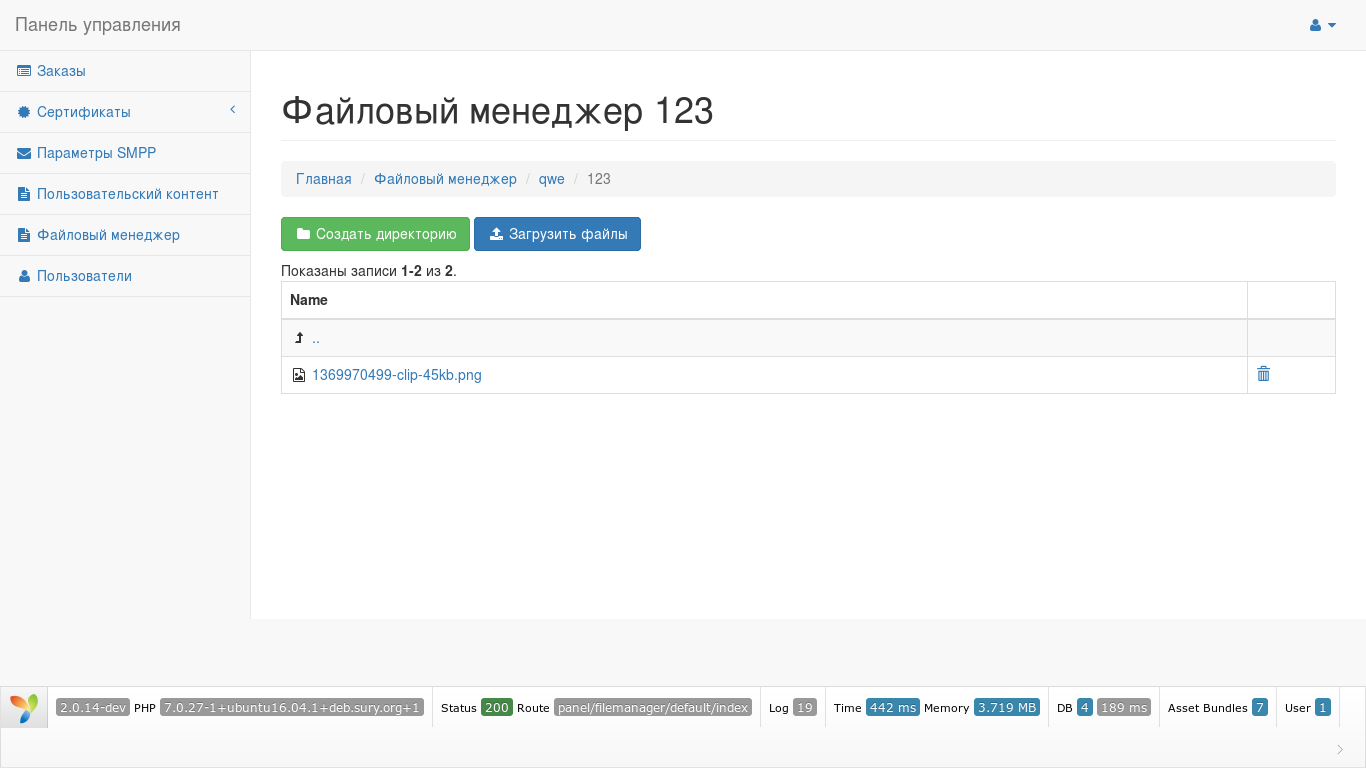 Панель управления
Заказы
Сертификаты
Параметры SMPP
Пользовательский контент
Файловый менеджер
Пользователи
Файловый менеджер 123
Главная / Файловый менеджер / qwe / 123
Создать директорию Загрузить файлы
Показаны записи 1-2 из 2.
Name
..
1369970499-clip-45kb.png
2.0.14-dev PHP 7.0.27-1+ubuntu16.04.1+deb.sury.org+1 Status 200 Route panel/filemanager/default/index Log 19 Time 442 ms Memory 3.719 MB DB 4 189 ms Asset Bundles 7 User 1